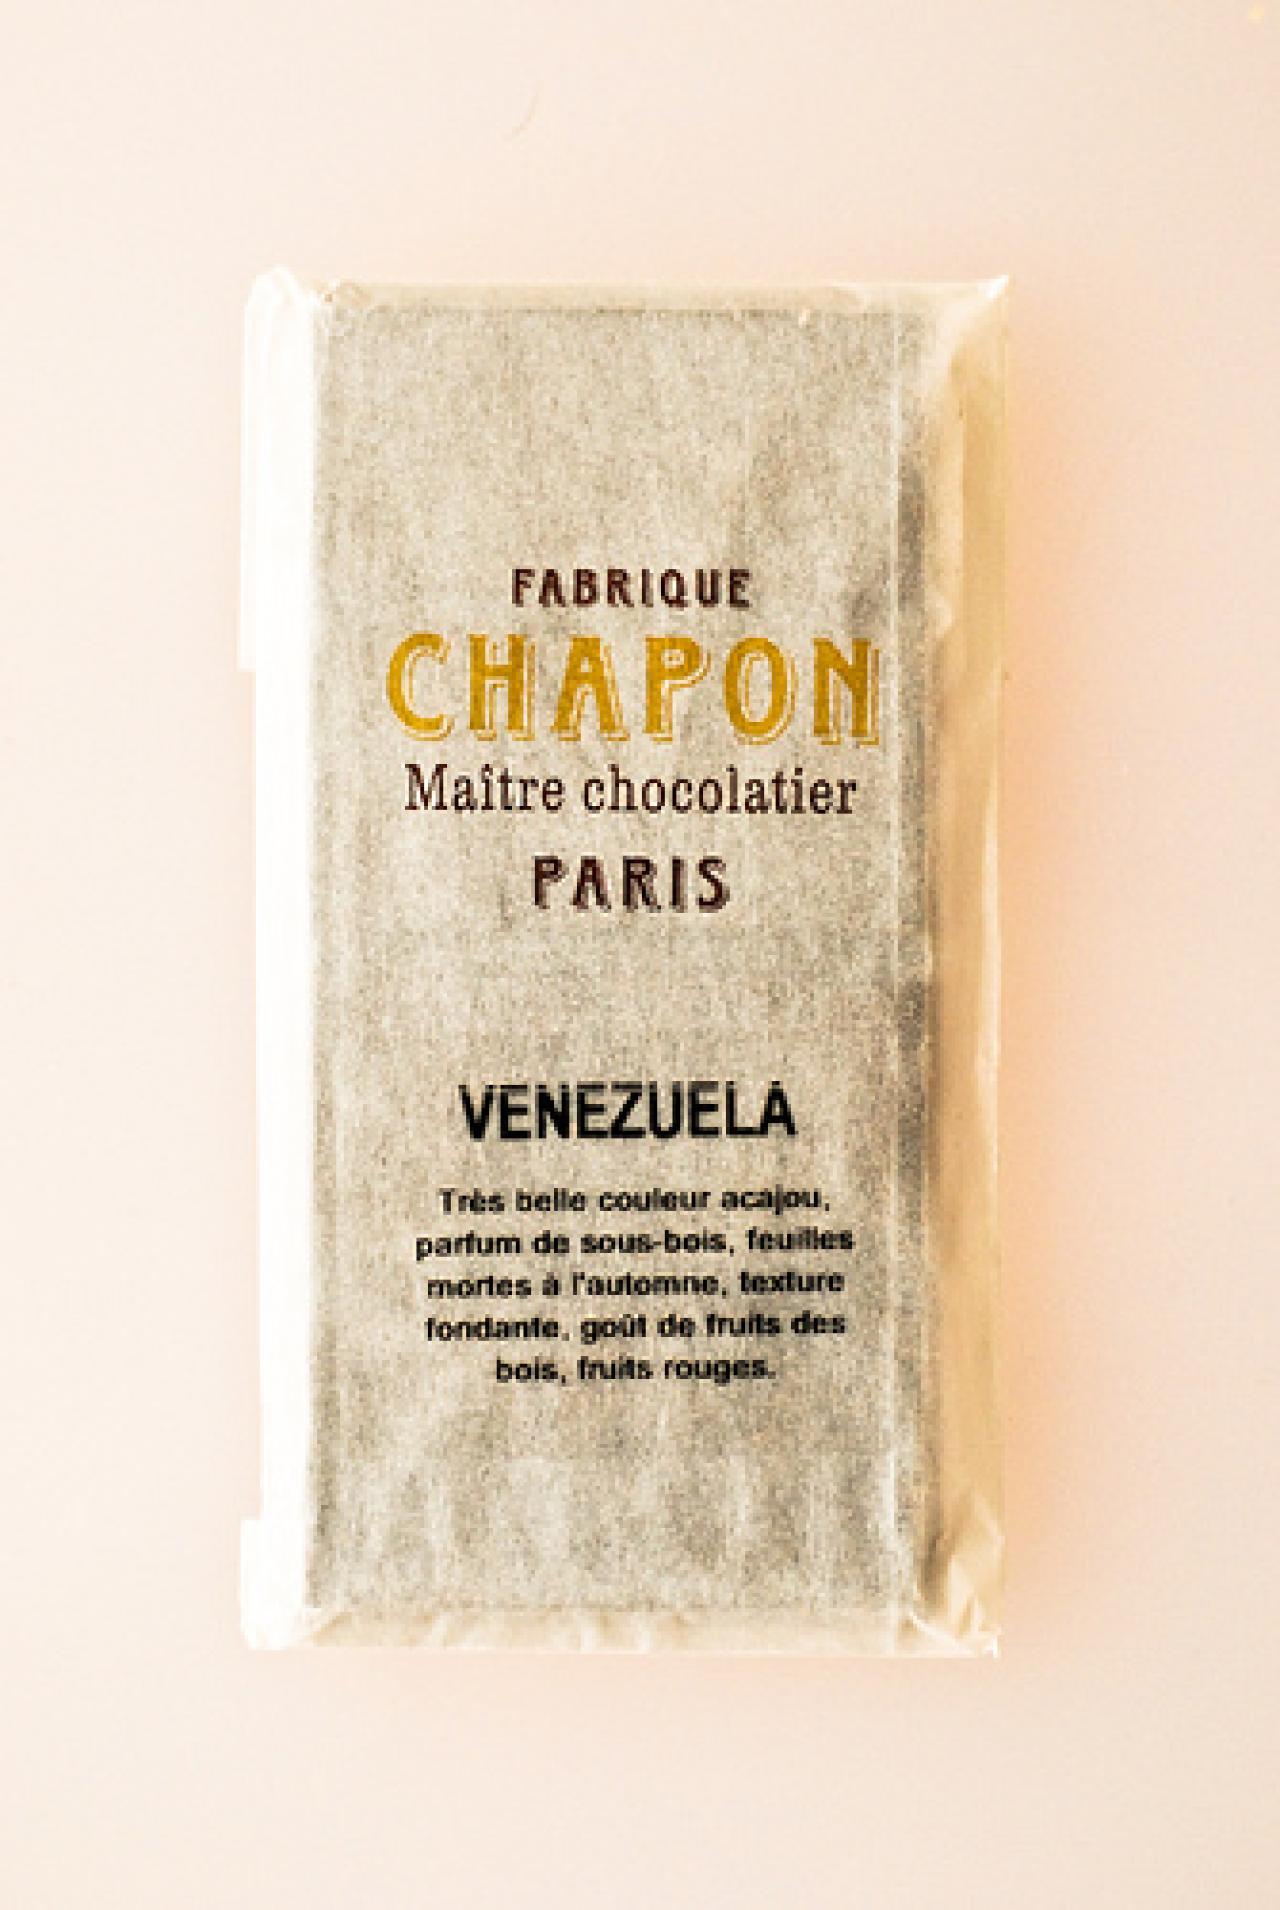 FABRIQUE
CHAPON
Maître chocolatier
PARIS
VENEZUELA
Très belle couleur acajou,
parfum de sous-bois, feuilles
mortes à l'automne, texture
fondante, goût de fruits des
bois, fruits rouges.